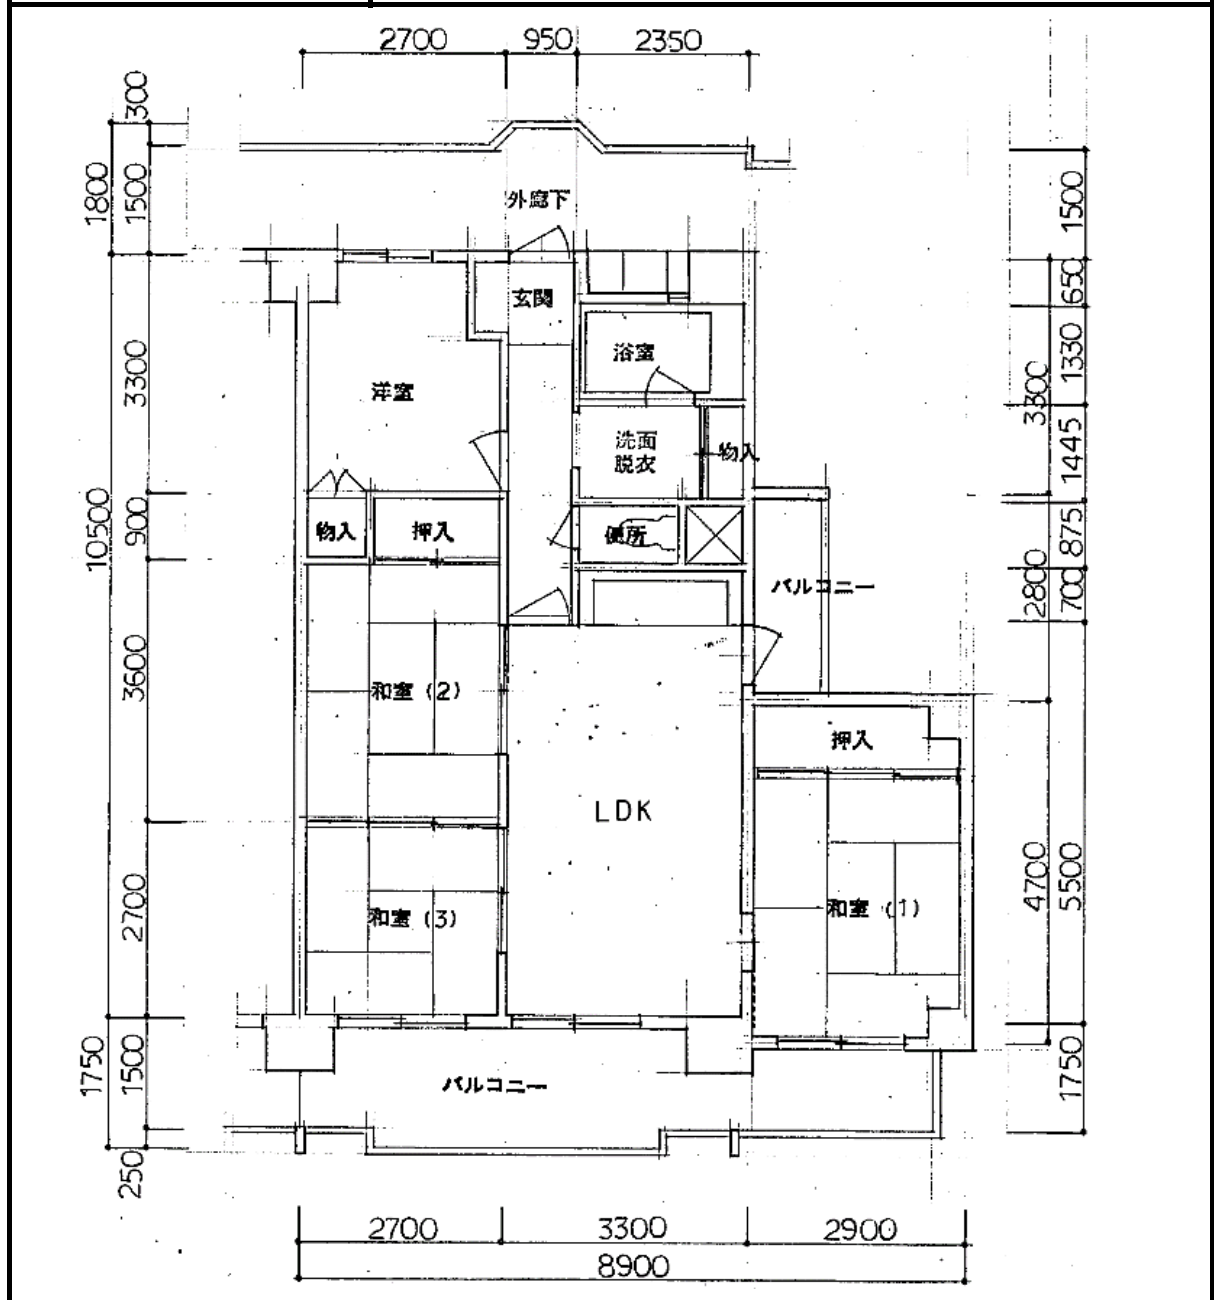 2700
950
2350
300
1800
1500
1500
外廊下
650
玄関
浴室
1330
3300
3300
洋室
洗面
脱衣
物入
1445
10500
900
物入
押入
便所
875
バルコニー
2800
700
3600
和室(2)
押入
LDK
4700
5500
2700
和室(3)
和室(1)
1750
1500
バルコニー
1750
250
2700
3300
2900
8900